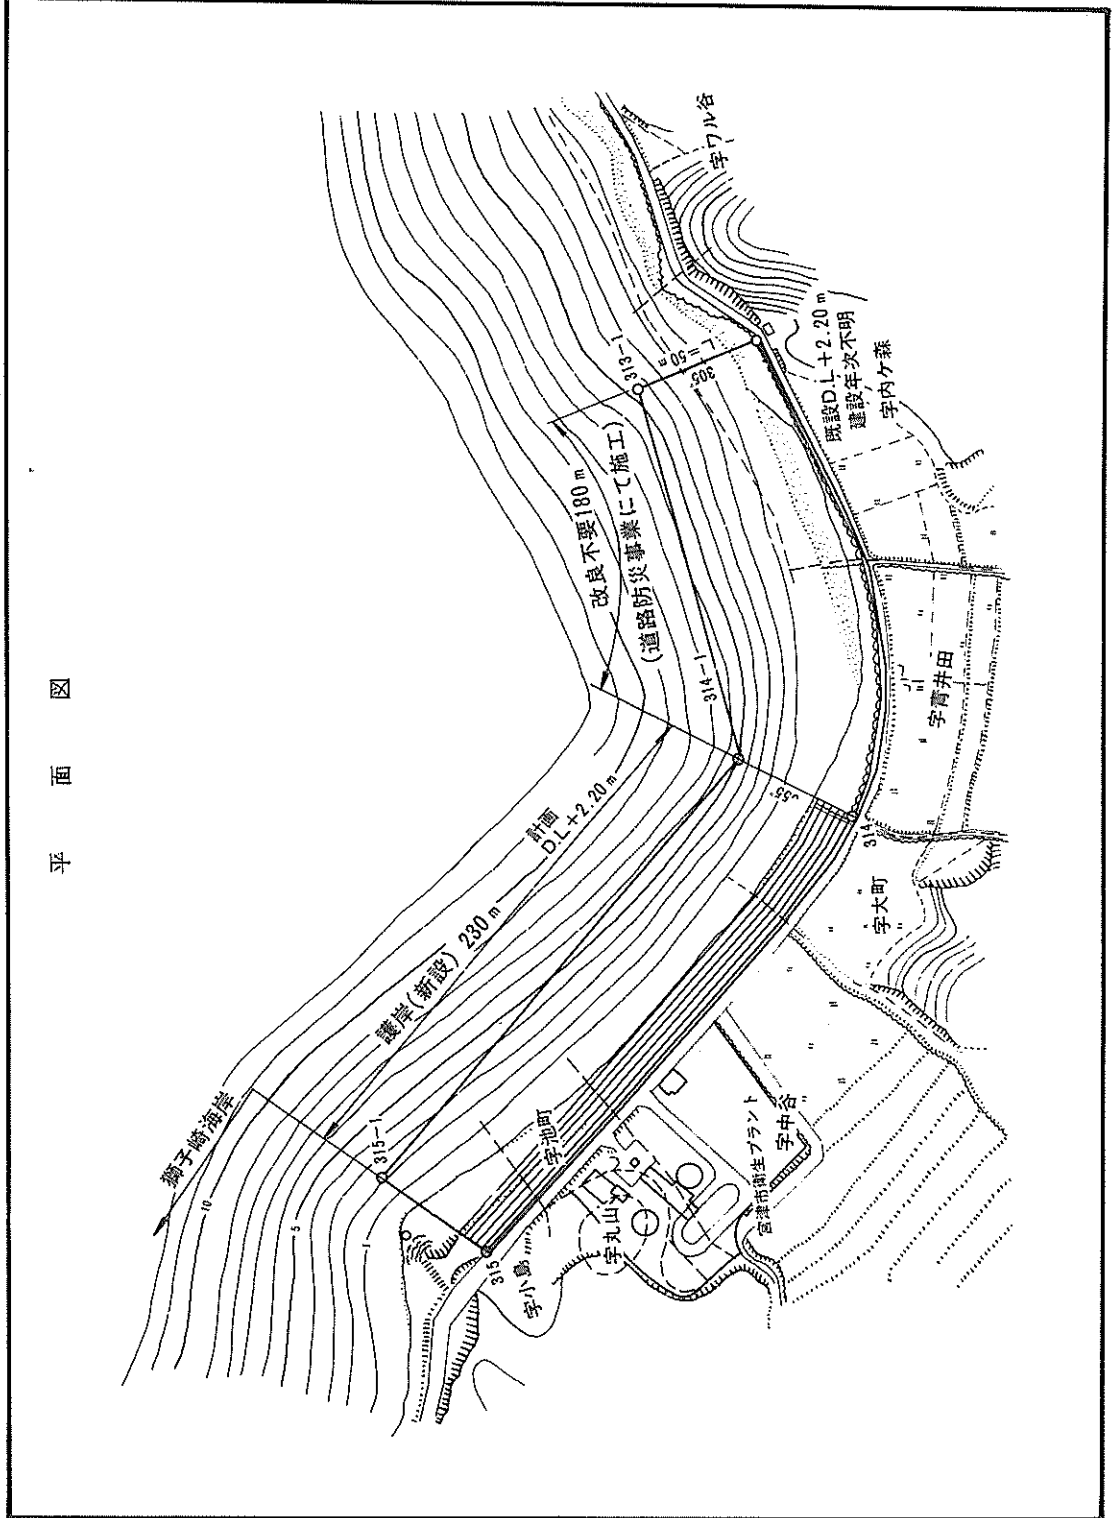 平面図
獅子崎海岸
護岸(新設) 230m
計画
D.L+2.20m
改良不要180m
(道路防災事業にて施工)
315-1
314-1
313-1
L=50m
305°
55°
315
314
10
5
1
字ワル谷
既設D.L+2.20m
建設年次不明
字内ケ森
字青井田
字大町
字池町
字小島
字丸山
宮津市衛生プラント
字中谷